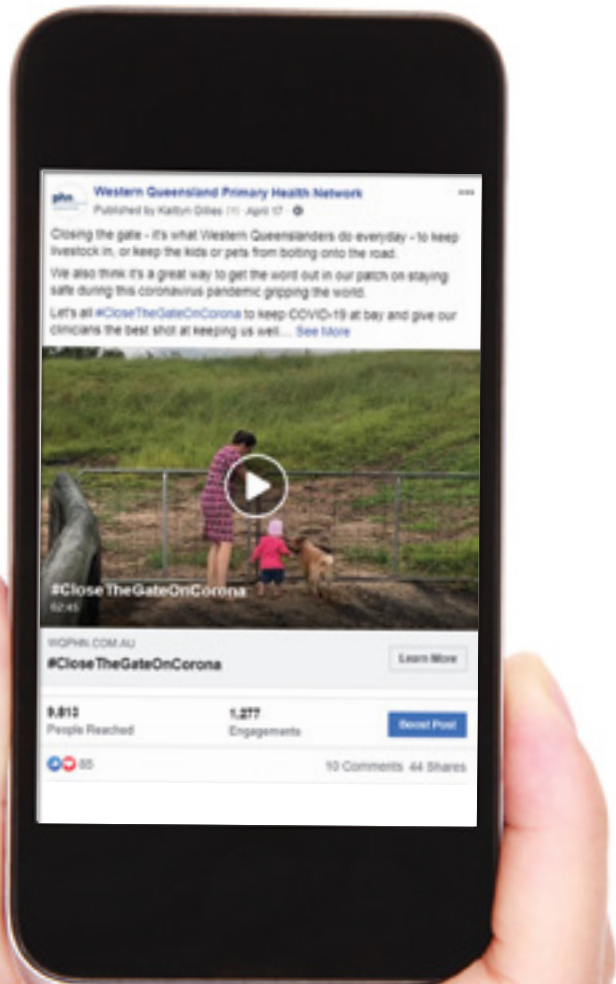 phn
Western Queensland Primary Health Network
Published by Kaitlyn Gillies · April 17 ·
Closing the gate - it's what Western Queenslanders do everyday - to keep
livestock in, or keep the kids or pets from bolting onto the road.
We also think it's a great way to get the word out in our patch on staying
safe during this coronavirus pandemic gripping the world.
Let's all #CloseTheGateOnCorona to keep COVID-19 at bay and give our
clinicians the best shot at keeping us well.... See More
#CloseTheGateOnCorona
02:45
WQPHN.COM.AU
#CloseTheGateOnCorona
Learn More
9,813 1,277
People Reached Engagements
Boost Post
85 10 Comments 44 Shares